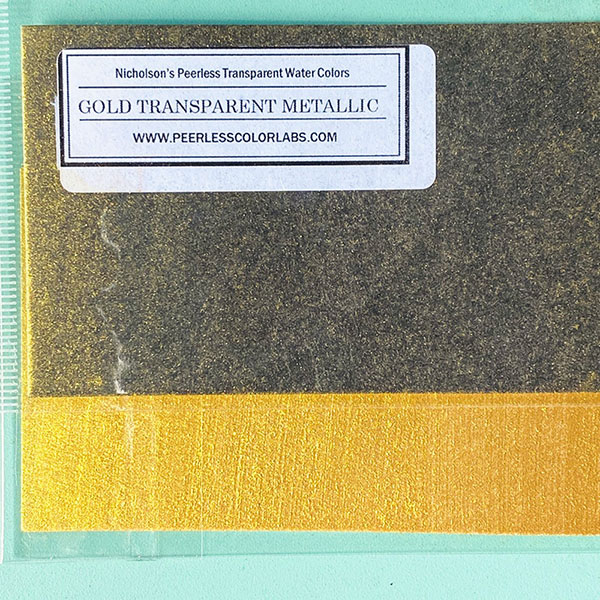 Nicholson's Peerless Transparent Water Colors
GOLD TRANSPARENT METALLIC
WWW.PEERLESSCOLORLABS.COM